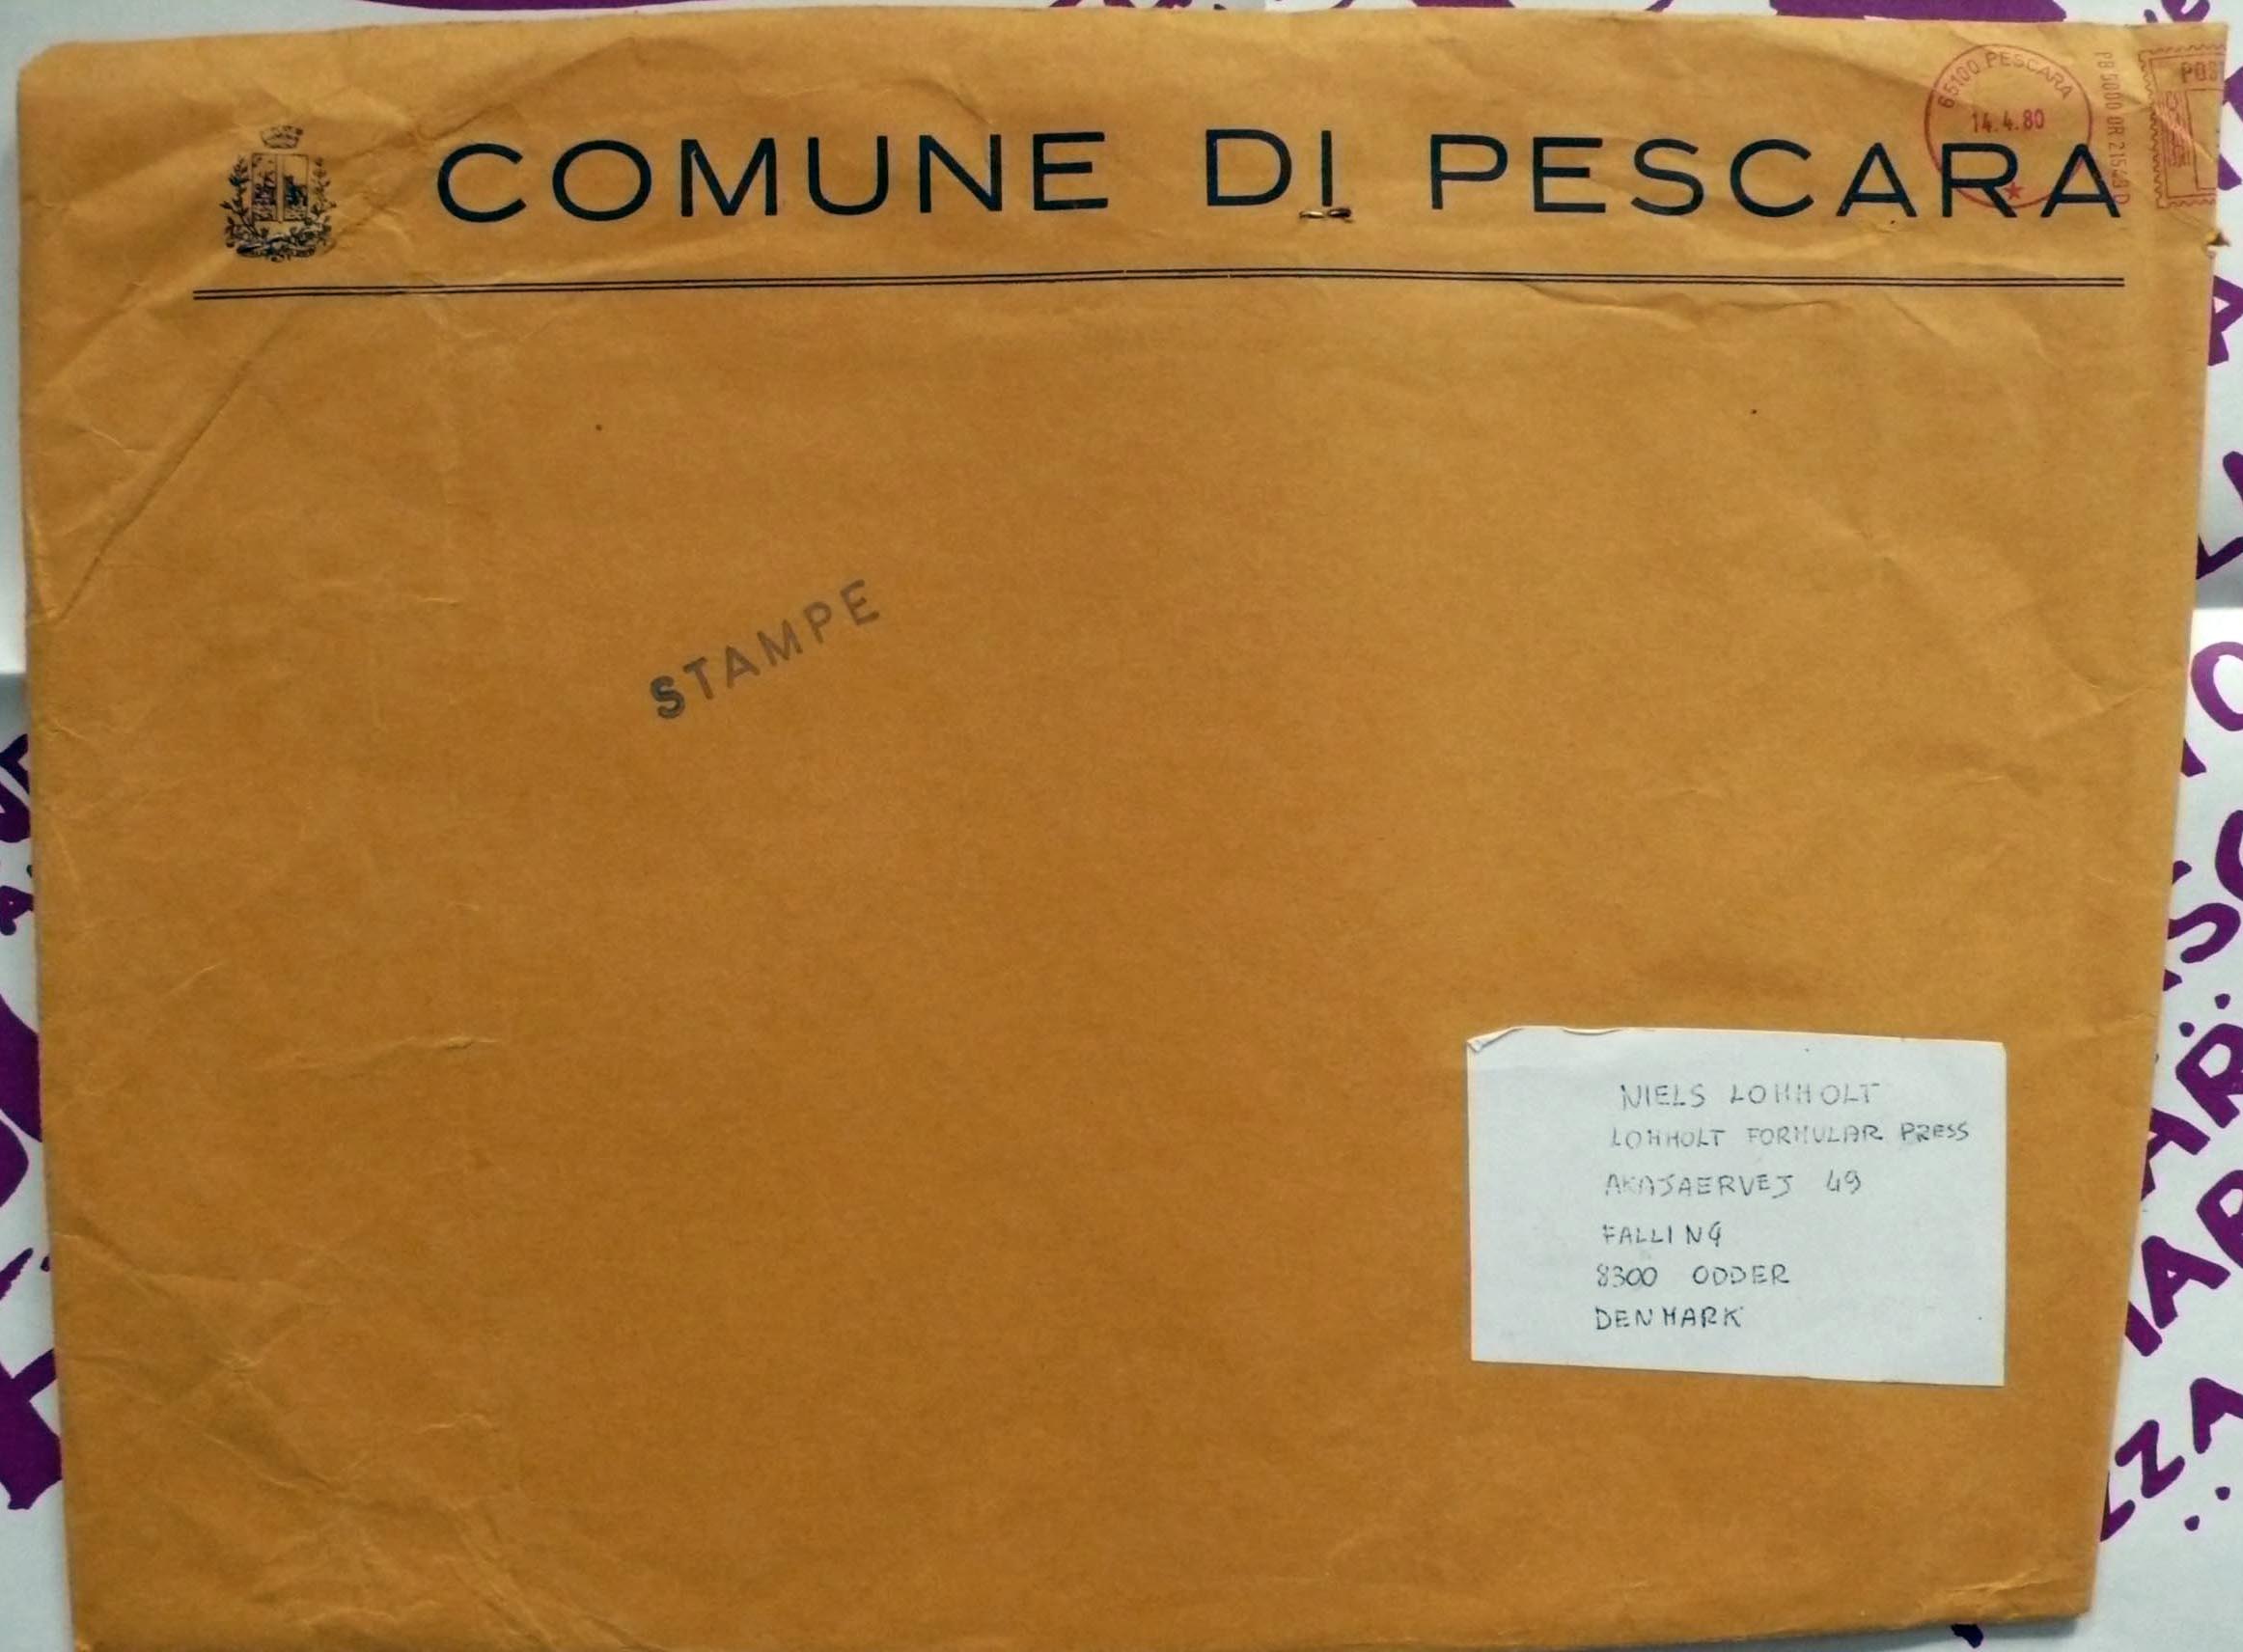 COMUNE DI PESCARA
65100 PESCARA
14.4.80
STAMPE
NIELS LOMHOLT
LOMHOLT FORMULAR PRESS
AKAJAERVEJ 49
FALLING
8300 ODDER
DENMARK